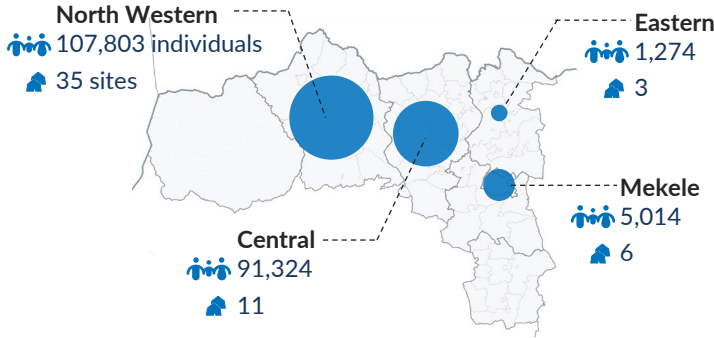 North Western
107,803 individuals
35 sites
Eastern
1,274
3
Mekele
5,014
6
Central
91,324
11